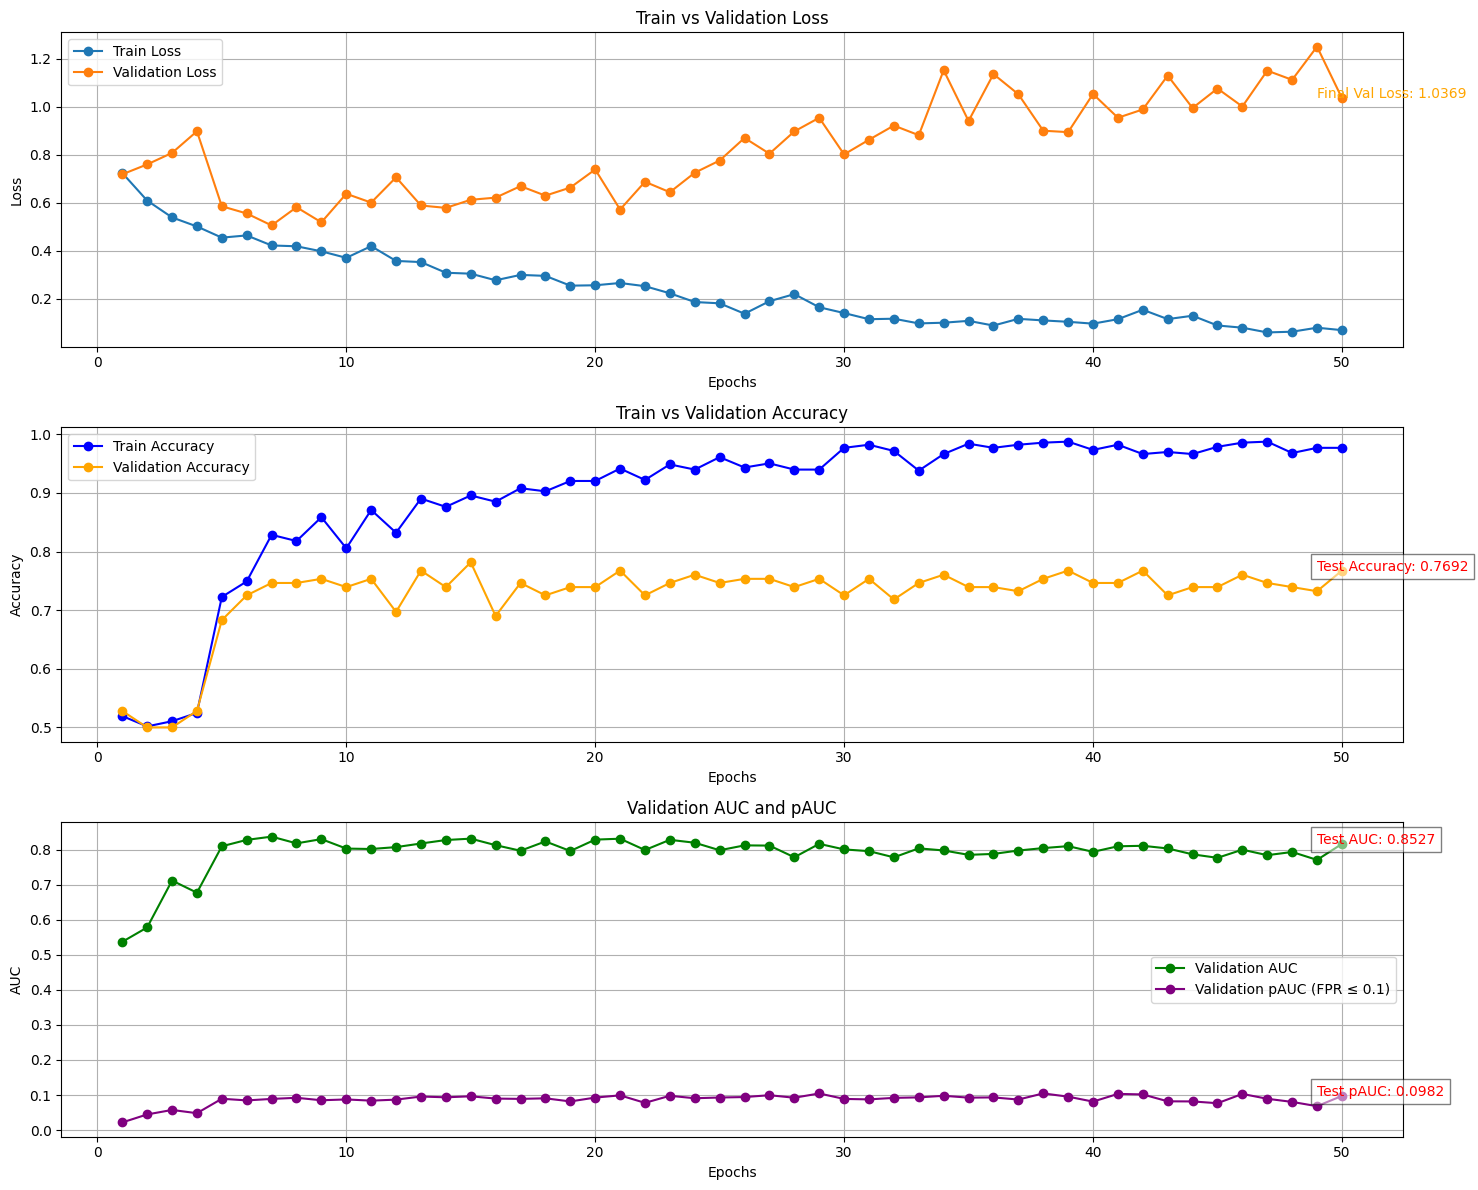 Train vs Validation Loss
Train Loss
Validation Loss
1.2
1.0
0.8
0.6
0.4
0.2
Loss
Final Val Loss: 1.0369
0 10 20 30 40 50
Epochs
Train vs Validation Accuracy
Train Accuracy
Validation Accuracy
1.0
0.9
0.8
0.7
0.6
0.5
Accuracy
Test Accuracy: 0.7692
0 10 20 30 40 50
Epochs
Validation AUC and pAUC
Test AUC: 0.8527
0.8
0.7
0.6
0.5
0.4
0.3
0.2
0.1
0.0
AUC
Validation AUC
Validation pAUC (FPR ≤ 0.1)
Test pAUC: 0.0982
0 10 20 30 40 50
Epochs